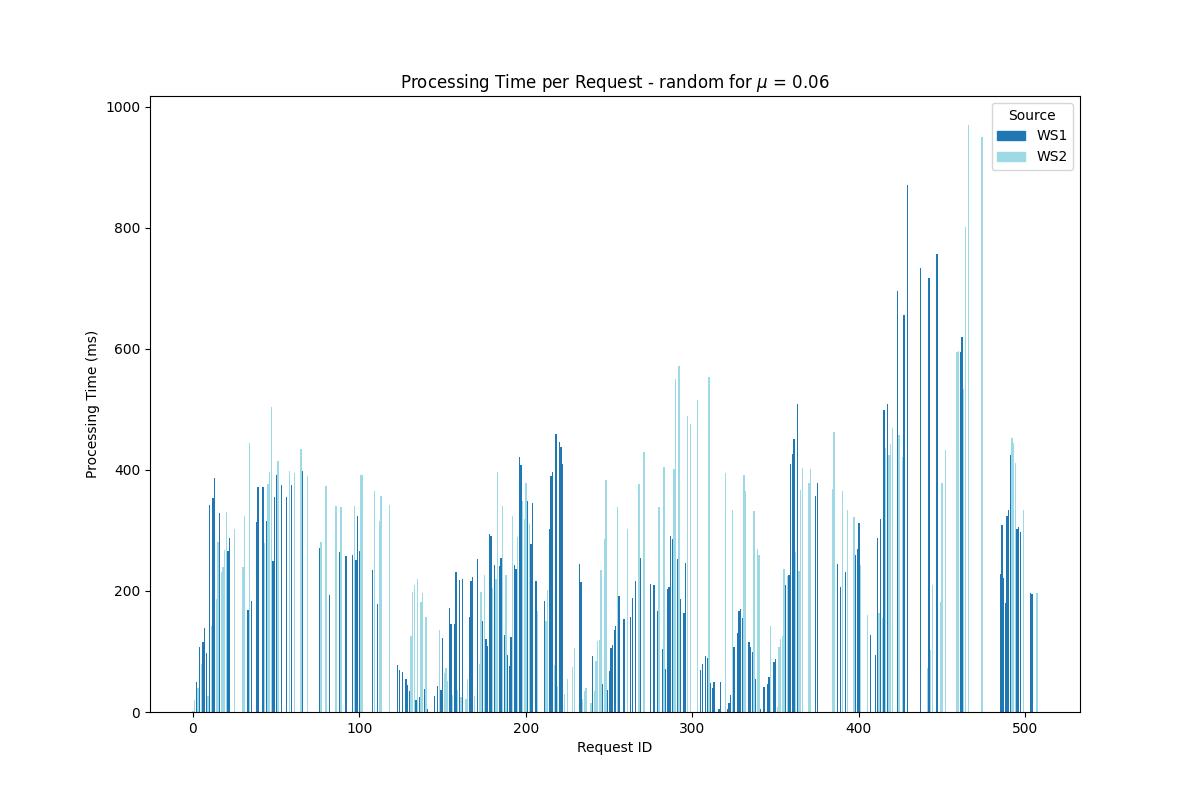 Processing Time per Request - random for μ = 0.06
Source
WS1
WS2
Processing Time (ms)
1000
800
600
400
200
0
0 100 200 300 400 500
Request ID